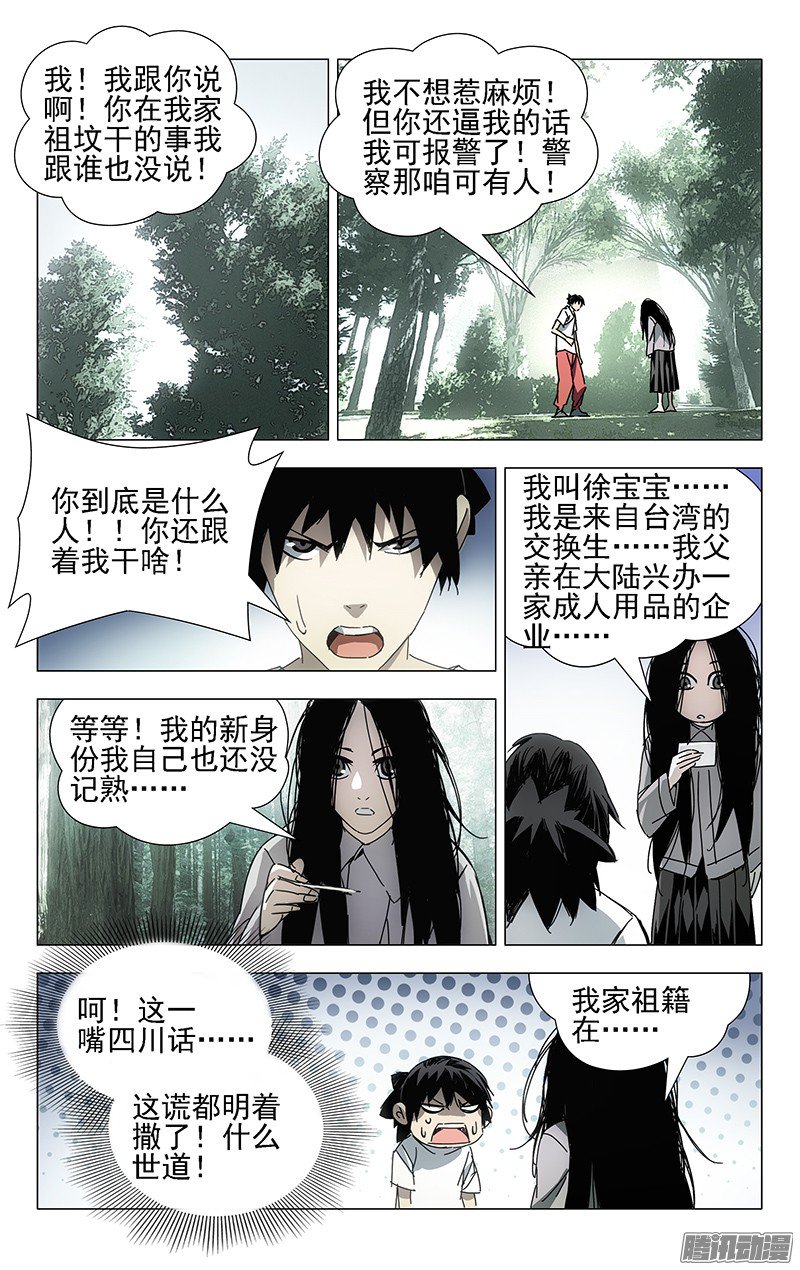 我！我跟你说
啊！你在我家
祖坟干的事我
跟谁也没说！
我不想惹麻烦！
但你还逼我的话
我可报警了！警
察那咱可有人！
你到底是什么
人！！你还跟
着我干啥！
我叫徐宝宝……
我是来自台湾的
交换生……我父
亲在大陆兴办一
家成人用品的企
业……
等等！我的新身
份我自己也还没
记熟……
我家祖籍
在……
呵！这一
嘴四川话……
这谎都明着
撒了！什么
世道！
腾讯动漫